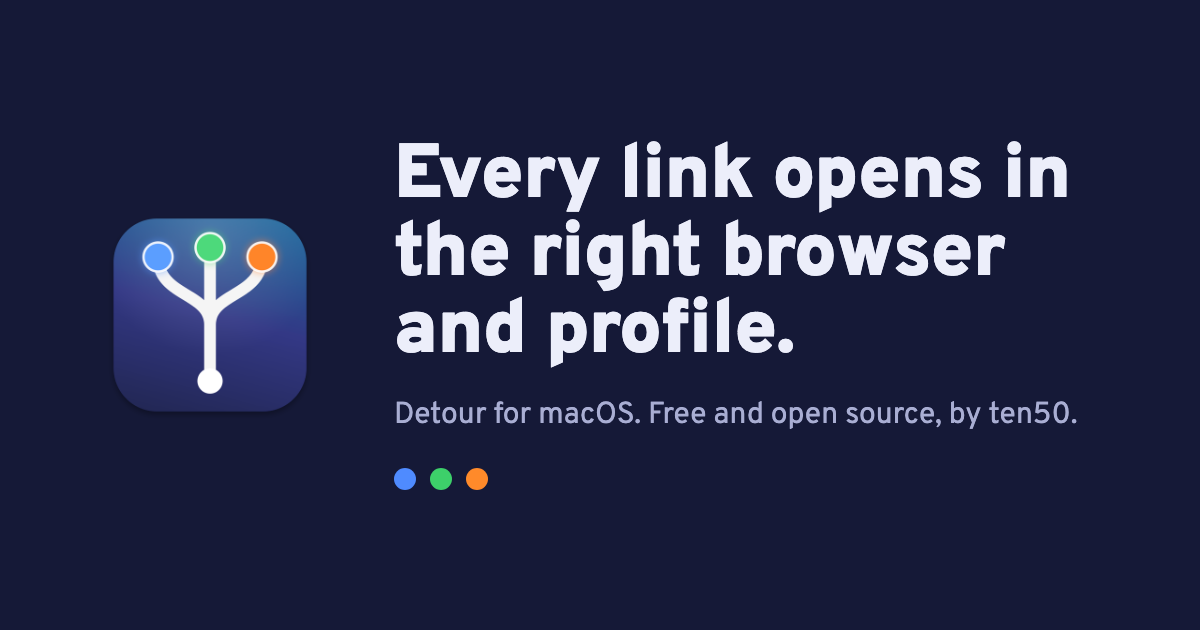 Every link opens in
the right browser
and profile.
Detour for macOS. Free and open source, by ten50.